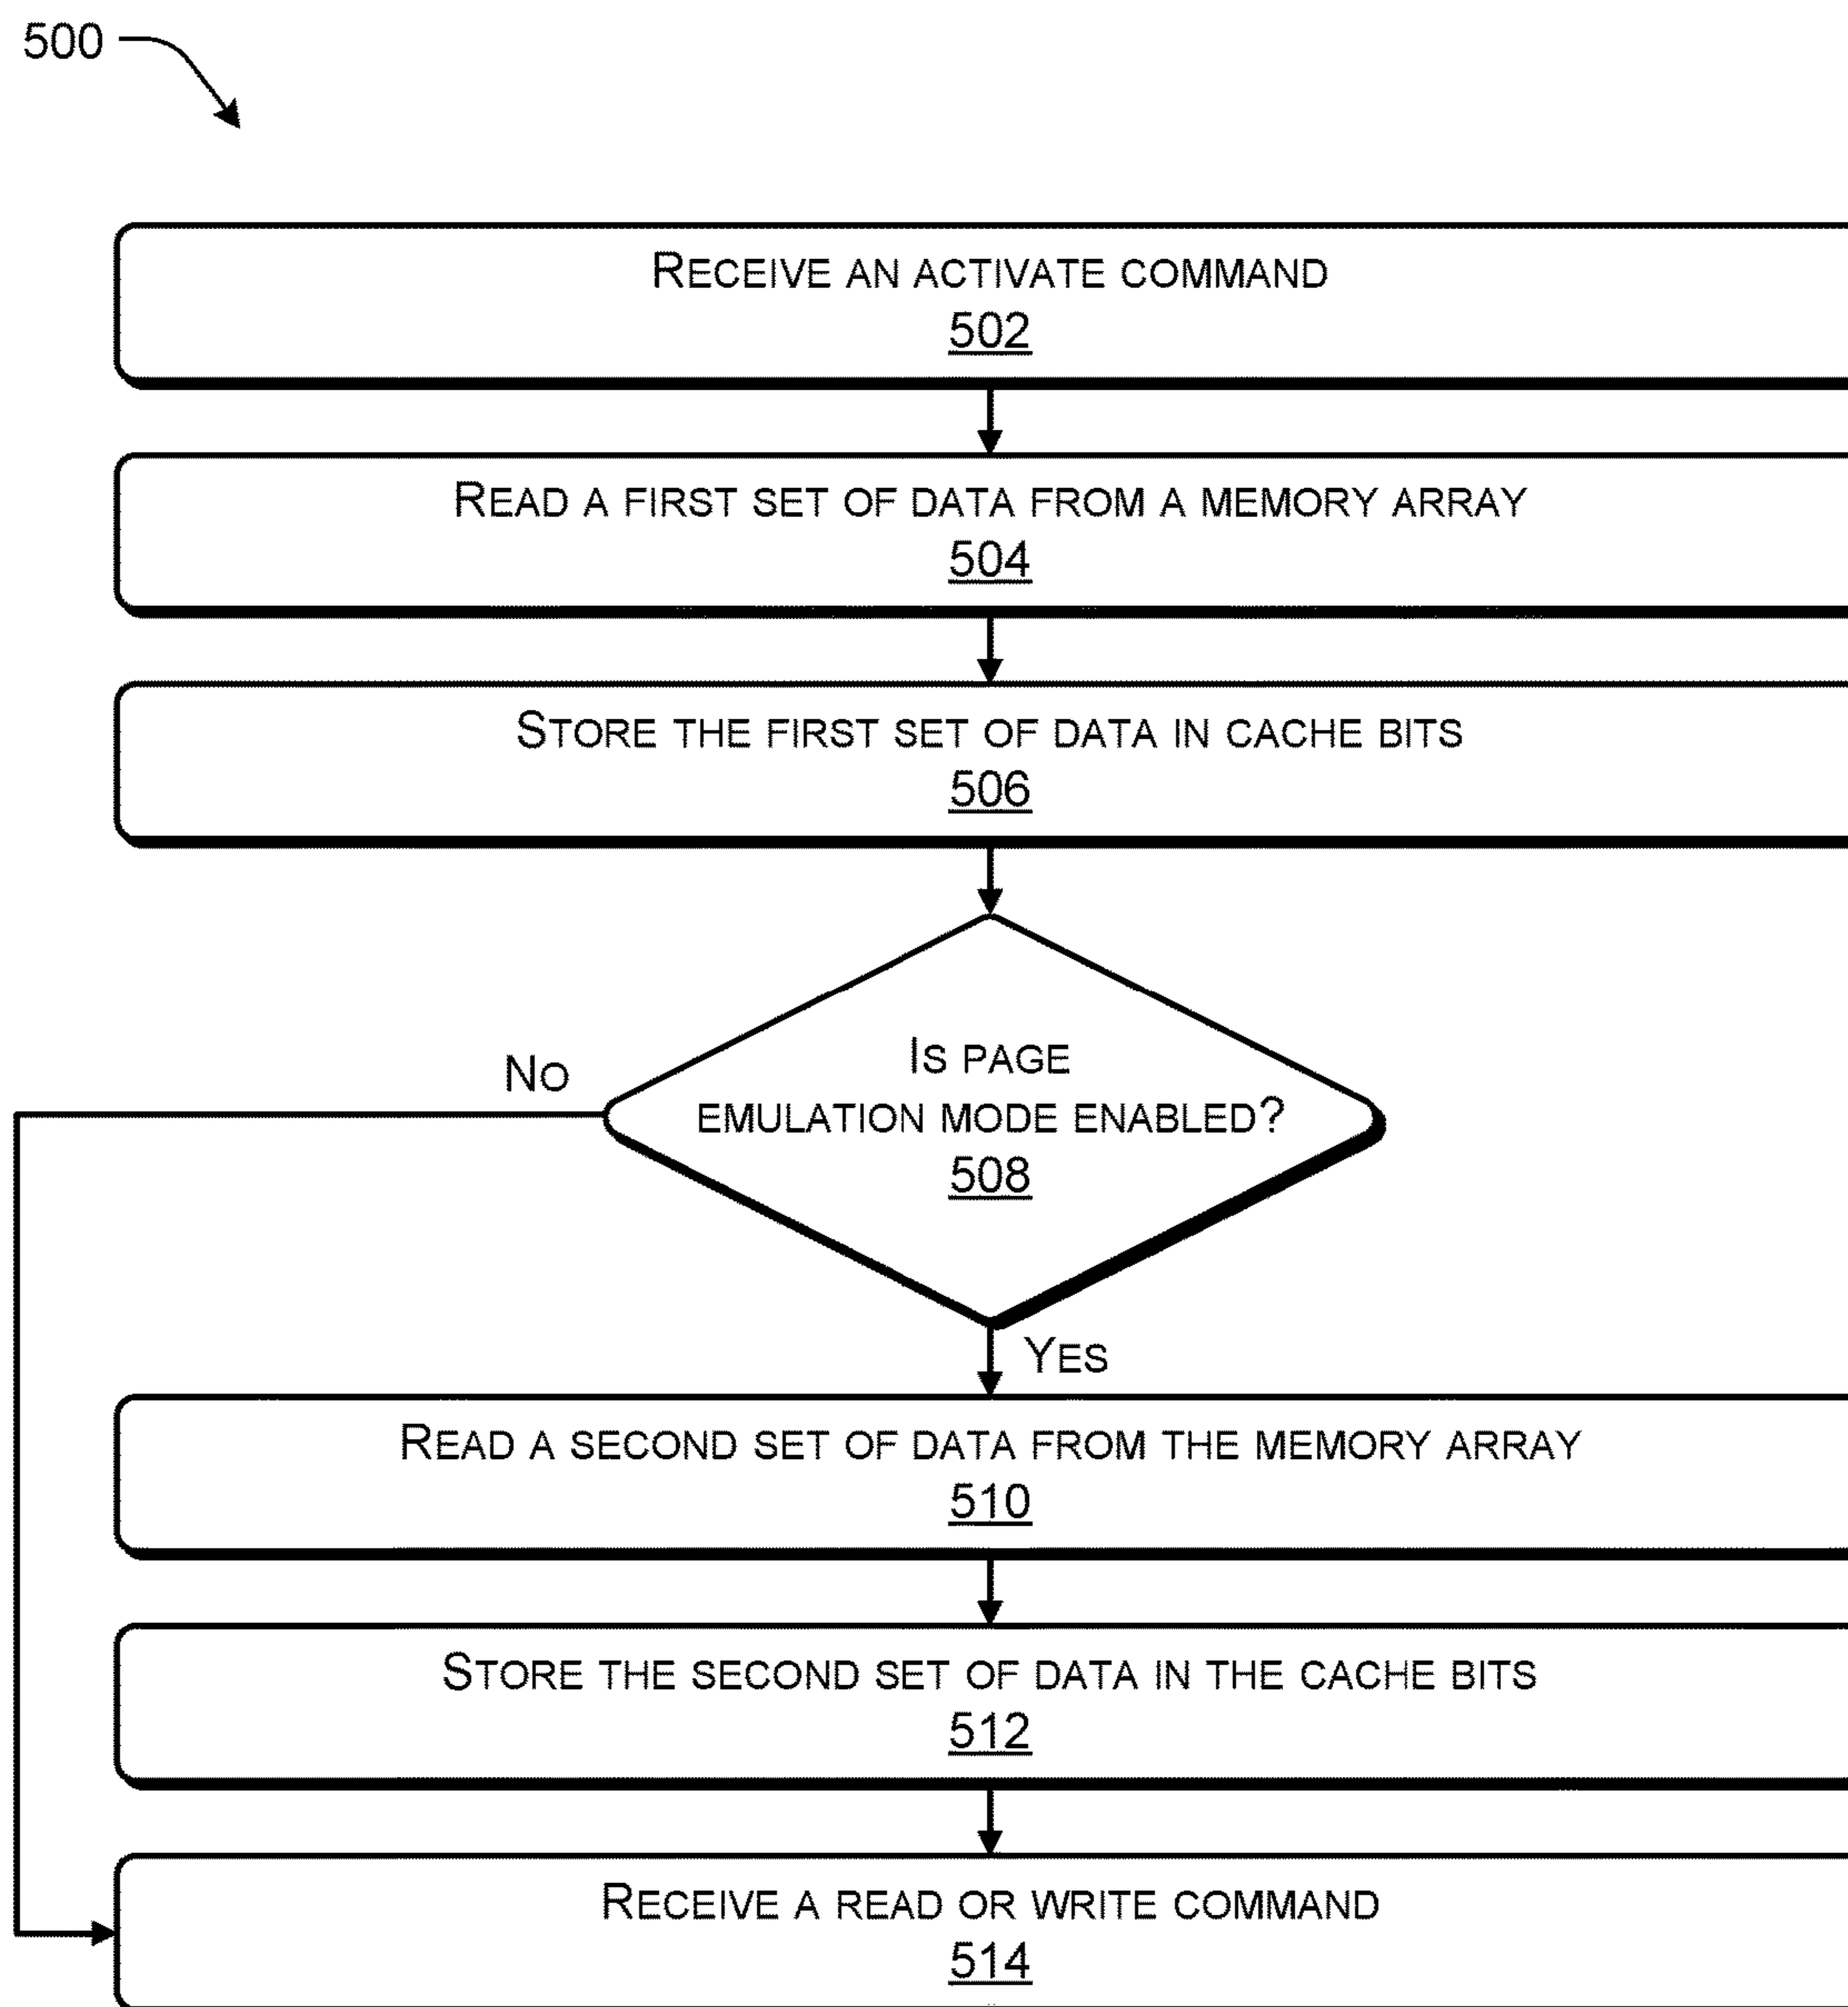 500
RECEIVE AN ACTIVATE COMMAND
502
READ A FIRST SET OF DATA FROM A MEMORY ARRAY
504
STORE THE FIRST SET OF DATA IN CACHE BITS
506
NO
IS PAGE
EMULATION MODE ENABLED?
508
YES
READ A SECOND SET OF DATA FROM THE MEMORY ARRAY
510
STORE THE SECOND SET OF DATA IN THE CACHE BITS
512
RECEIVE A READ OR WRITE COMMAND
514